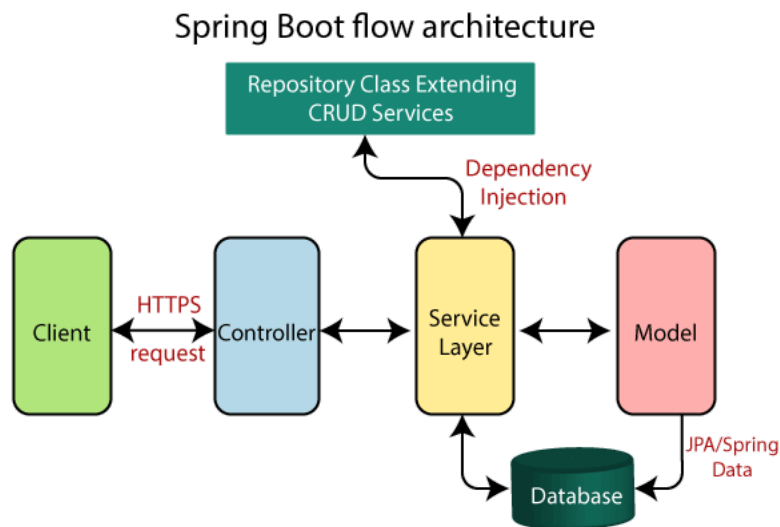 Spring Boot flow architecture
Repository Class Extending
CRUD Services
Dependency
Injection
Client
HTTPS
request
Controller
Service
Layer
Model
JPA/Spring
Data
Database